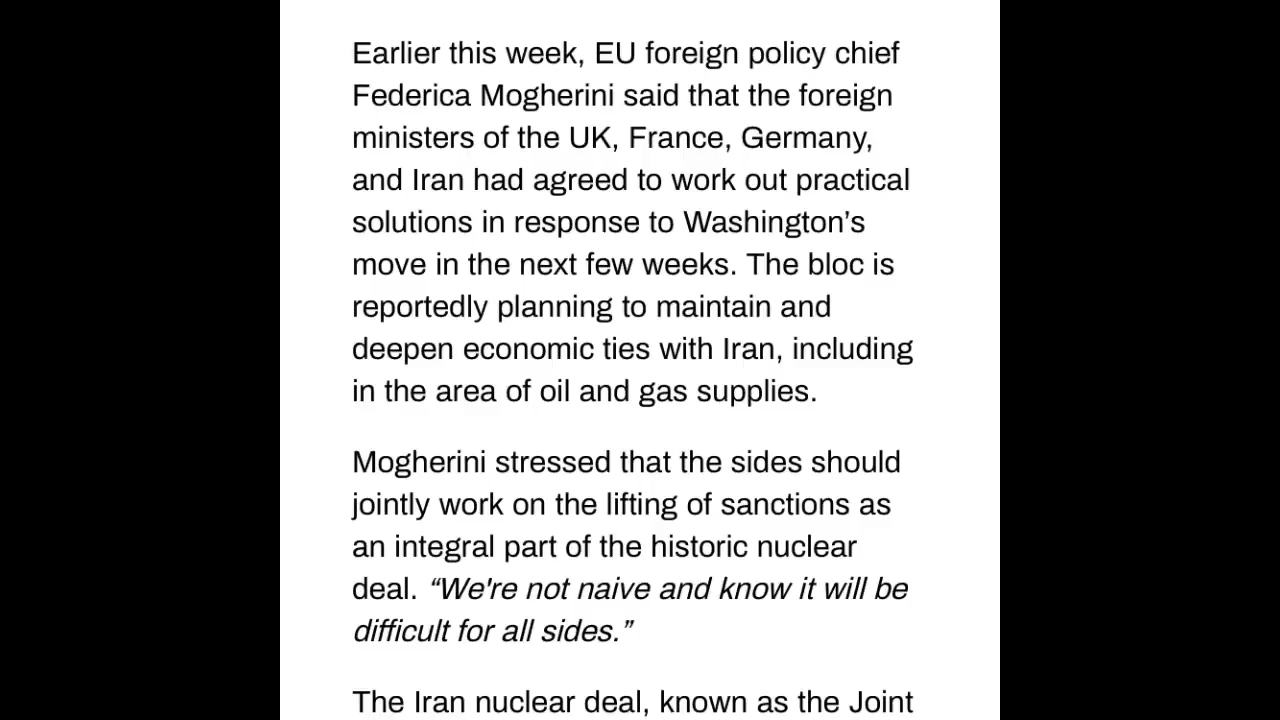 Earlier this week, EU foreign policy chief
Federica Mogherini said that the foreign
ministers of the UK, France, Germany,
and Iran had agreed to work out practical
solutions in response to Washington’s
move in the next few weeks. The bloc is
reportedly planning to maintain and
deepen economic ties with Iran, including
in the area of oil and gas supplies.
Mogherini stressed that the sides should
jointly work on the lifting of sanctions as
an integral part of the historic nuclear
deal. “We're not naive and know it will be
difficult for all sides.”
The Iran nuclear deal, known as the Joint